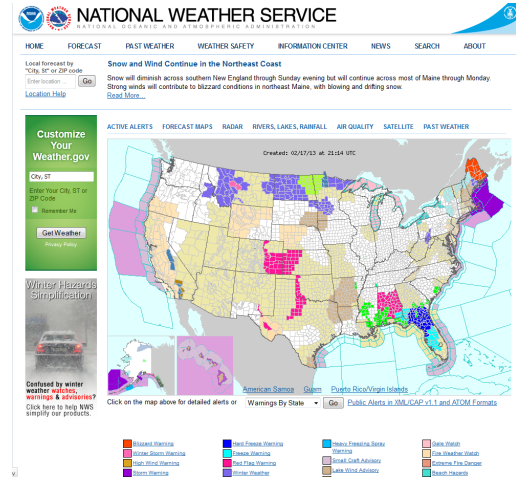 NATIONAL WEATHER SERVICE
NATIONAL OCEANIC AND ATMOSPHERIC ADMINISTRATION
HOME FORECAST PAST WEATHER WEATHER SAFETY INFORMATION CENTER NEWS SEARCH ABOUT
Local forecast by
"City, St" or ZIP code
Enter location ... Go
Location Help
Snow and Wind Continue in the Northeast Coast
Snow will diminish across southern New England through Sunday evening but will continue across most of Maine through Monday.
Strong winds will contribute to blizzard conditions in northeast Maine, with blowing and drifting snow.
Read More...
Customize
Your
Weather.gov
City, ST
Enter Your City, ST or
ZIP Code
Remember Me
Get Weather
Privacy Policy
ACTIVE ALERTS FORECAST MAPS RADAR RIVERS, LAKES, RAINFALL AIR QUALITY SATELLITE PAST WEATHER
Created: 02/17/13 at 21:14 UTC
Winter Hazards
Simplification
Confused by winter
weather watches,
warnings & advisories?
Click here to help NWS
simplify our products.
American Samoa Guam Puerto Rico/Virgin Islands
Click on the map above for detailed alerts or Warnings By State Go Public Alerts in XML/CAP v1.1 and ATOM Formats
Blizzard Warning
Winter Storm Warning
High Wind Warning
Storm Warning
Hard Freeze Warning
Freeze Warning
Red Flag Warning
Winter Weather
Heavy Freezing Spray
Warning
Small Craft Advisory
Lake Wind Advisory
Gale Watch
Fire Weather Watch
Extreme Fire Danger
Beach Hazards